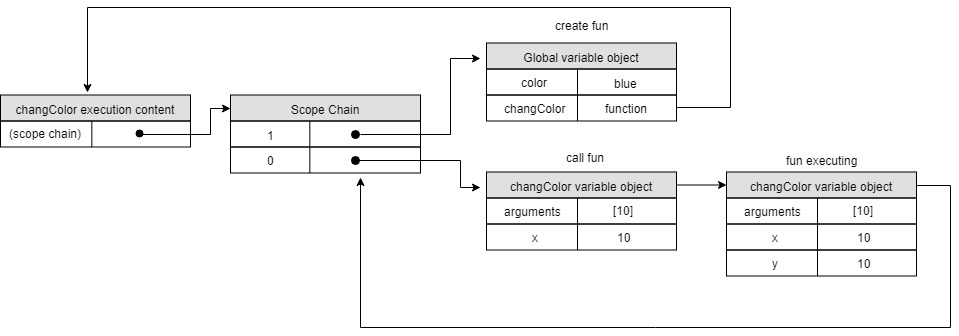 create fun
Global variable object
color blue
changColor function
changColor execution content
(scope chain)
Scope Chain
1
0
call fun
changColor variable object
arguments [10]
x 10
fun executing
changColor variable object
arguments [10]
x 10
y 10